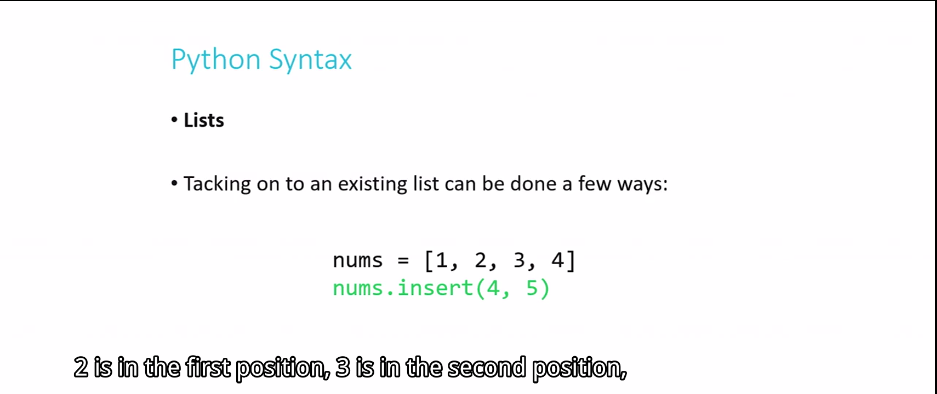 Python Syntax
• Lists
• Tacking on to an existing list can be done a few ways:
nums = [1, 2, 3, 4]
nums.insert(4, 5)
2 is in the first position, 3 is in the second position,